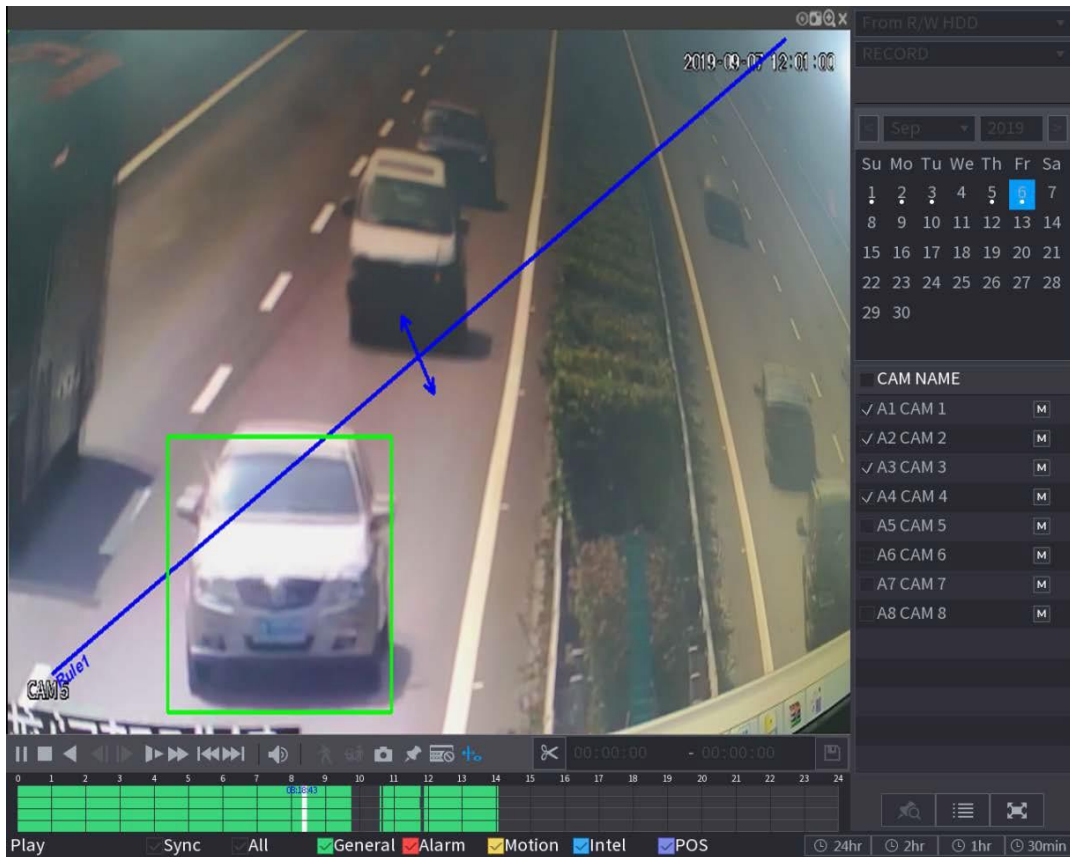 From R/W HDD
RECORD
2019-09-07 12:01:00
Sep 2019
Su Mo Tu We Th Fr Sa
1 2 3 4 5 6 7
8 9 10 11 12 13 14
15 16 17 18 19 20 21
22 23 24 25 26 27 28
29 30
CAM NAME
A1 CAM 1 M
A2 CAM 2 M
A3 CAM 3 M
A4 CAM 4 M
A5 CAM 5 M
A6 CAM 6 M
A7 CAM 7 M
A8 CAM 8 M
Rule1
CAM 5
00:00:00 - 00:00:00
0 1 2 3 4 5 6 7 8 9 10 11 12 13 14 15 16 17 18 19 20 21 22 23 24
08:18:43
Play Sync All General Alarm Motion Intel POS 24hr 2hr 1hr 30min